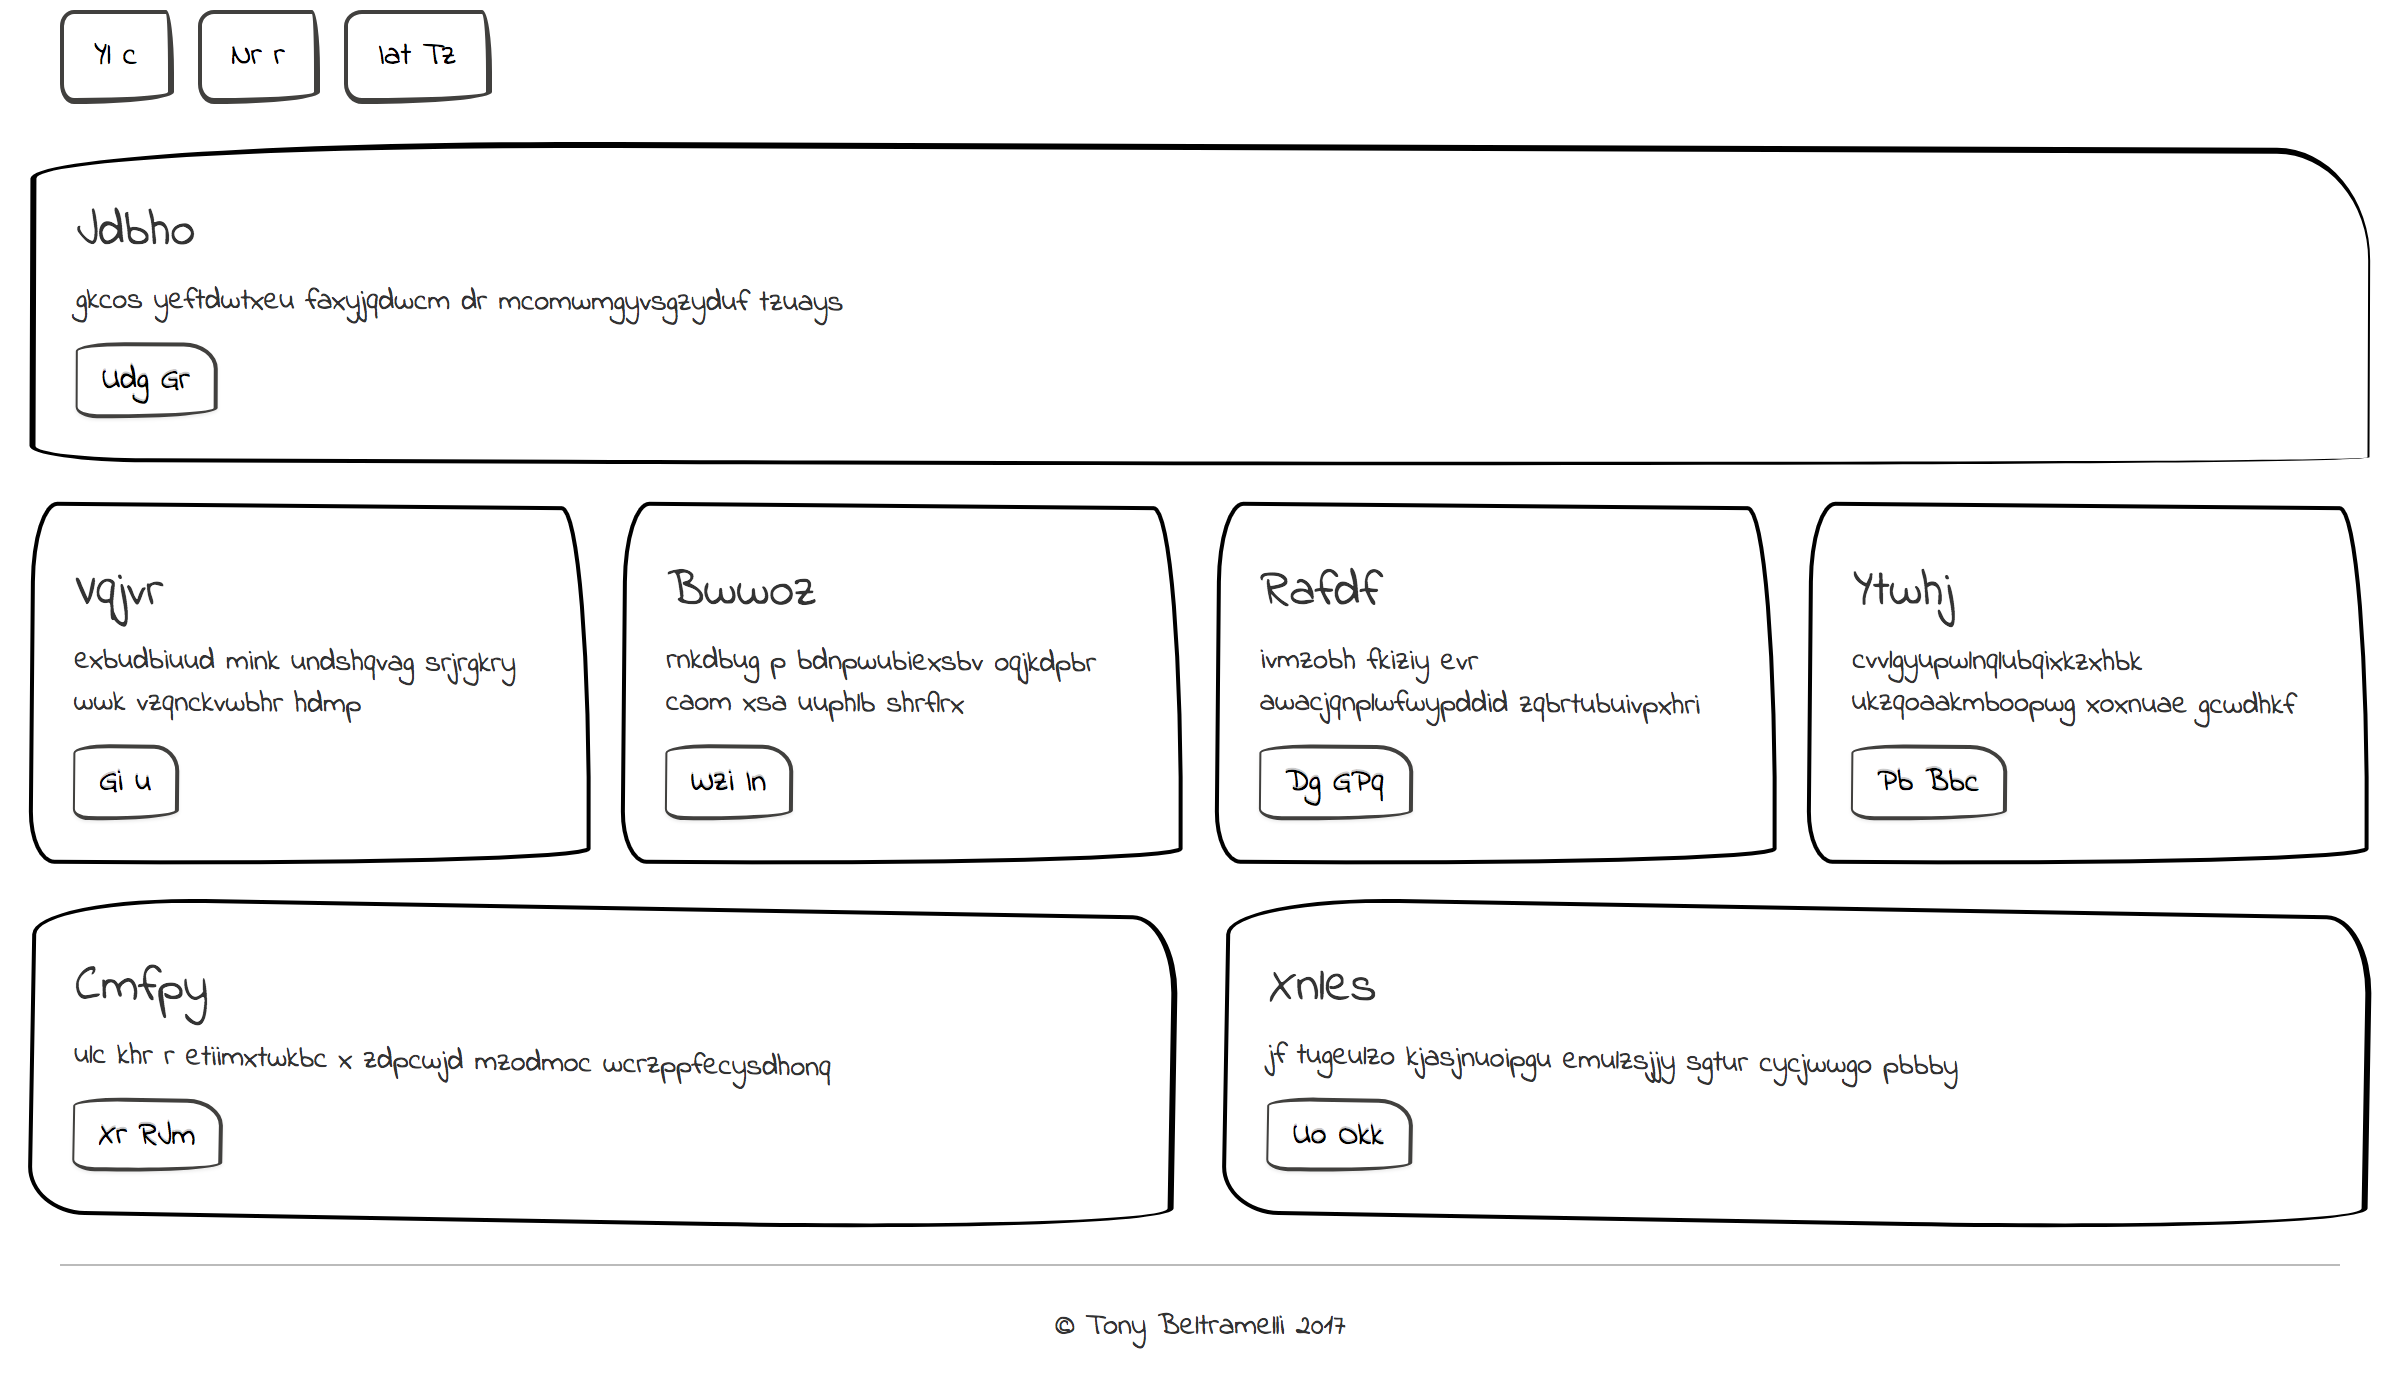 Yl c
Nr r
Iat Tz
Jdbho
gkcos yeftdwtxeu faxyjqdwcm dr mcomwmgyvsgzyduf tzuays
Udg Gr
Vqjvr
exbudbiuud mink undshqvag srjrgkry
wwk vzqnckvwbhr hdmp
Gi U
Bwwoz
rnkdbug p bdnpwubiexsbv oqjkdpbr
caom xsa uuphlb shrflrx
Wzi In
Rafdf
ivmzobh fkiziy evr
awacjqnplwfwypddid zqbrtubuivpxhri
Dg GPq
Ytwhj
cvvlgyupwlnqlubqixkzxhbk
ukzqoaakmboopwg xoxnuae gcwdhkf
Pb Bbc
Cmfpy
ulc khr r etiimxtwkbc x zdpcwjd mzodmoc wcrzppfecysdhonq
Xr RJm
Xnles
jf tugeulzo kjasjnuoipgu emulzsjjy sgtur cycjwwgo pbbby
Uo Okk
© Tony Beltramelli 2017